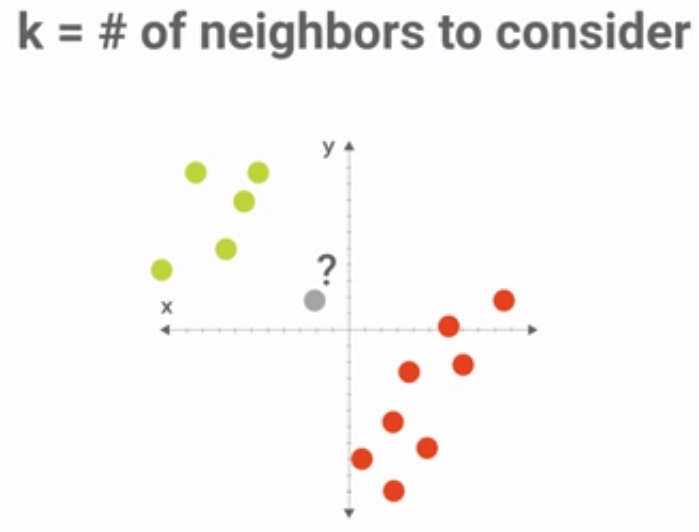 k = # of neighbors to consider
y
?
x